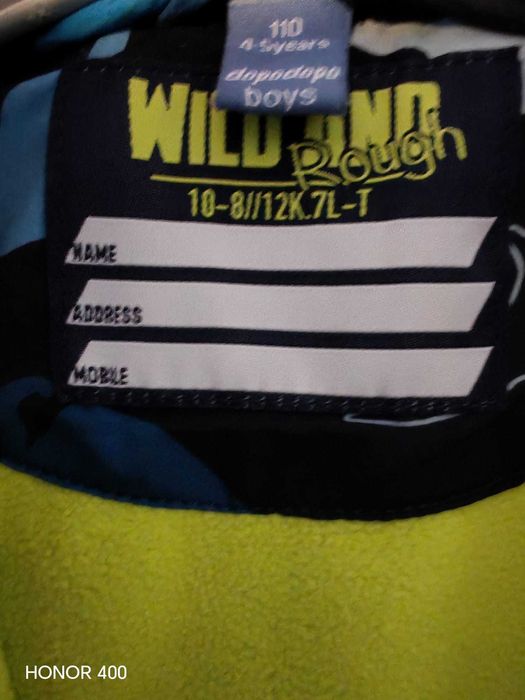 110
4-5years
dopodopo
boys
WILD AND
Rough
10-8//12K.7L-T
NAME
ADDRESS
MOBILE
HONOR 400